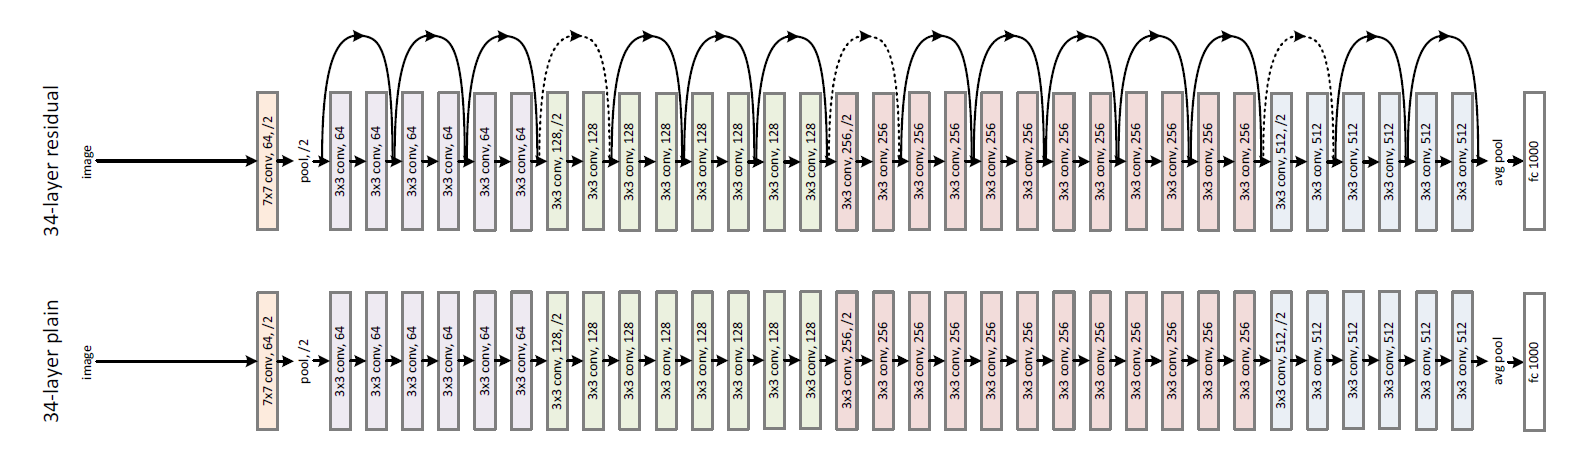 34-layer residual
image
7x7 conv, 64, /2
pool, /2
3x3 conv, 64
3x3 conv, 64
3x3 conv, 64
3x3 conv, 64
3x3 conv, 64
3x3 conv, 64
3x3 conv, 128, /2
3x3 conv, 128
3x3 conv, 128
3x3 conv, 128
3x3 conv, 128
3x3 conv, 128
3x3 conv, 128
3x3 conv, 128
3x3 conv, 256, /2
3x3 conv, 256
3x3 conv, 256
3x3 conv, 256
3x3 conv, 256
3x3 conv, 256
3x3 conv, 256
3x3 conv, 256
3x3 conv, 256
3x3 conv, 256
3x3 conv, 256
3x3 conv, 256
3x3 conv, 512, /2
3x3 conv, 512
3x3 conv, 512
3x3 conv, 512
3x3 conv, 512
3x3 conv, 512
avg pool
fc 1000
34-layer plain
image
7x7 conv, 64, /2
pool, /2
3x3 conv, 64
3x3 conv, 64
3x3 conv, 64
3x3 conv, 64
3x3 conv, 64
3x3 conv, 64
3x3 conv, 128, /2
3x3 conv, 128
3x3 conv, 128
3x3 conv, 128
3x3 conv, 128
3x3 conv, 128
3x3 conv, 128
3x3 conv, 128
3x3 conv, 256, /2
3x3 conv, 256
3x3 conv, 256
3x3 conv, 256
3x3 conv, 256
3x3 conv, 256
3x3 conv, 256
3x3 conv, 256
3x3 conv, 256
3x3 conv, 256
3x3 conv, 256
3x3 conv, 256
3x3 conv, 512, /2
3x3 conv, 512
3x3 conv, 512
3x3 conv, 512
3x3 conv, 512
3x3 conv, 512
avg pool
fc 1000